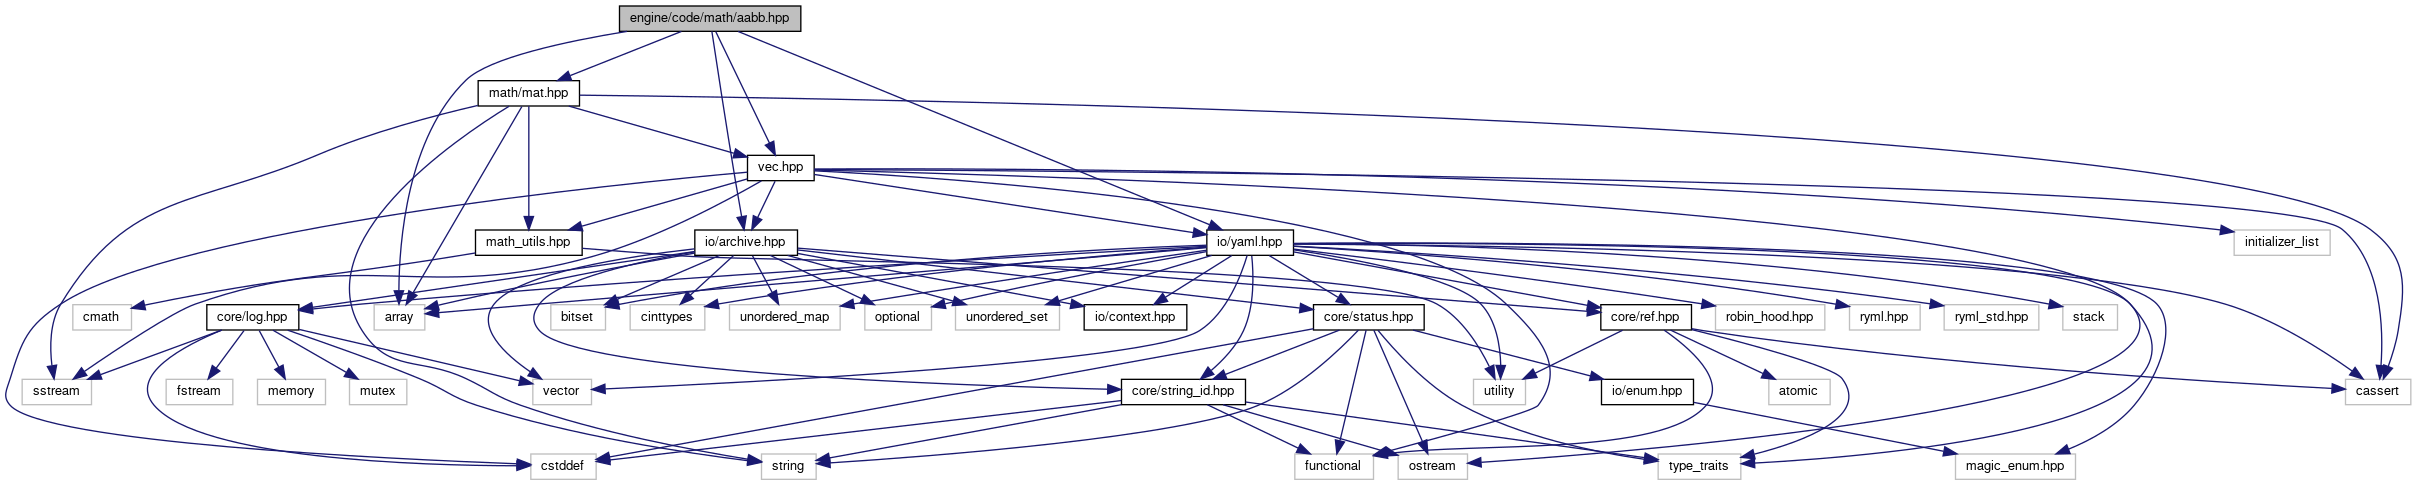 engine/code/math/aabb.hpp
math/mat.hpp
vec.hpp
math_utils.hpp
io/archive.hpp
io/yaml.hpp
initializer_list
cmath
core/log.hpp
array
bitset
cinttypes
unordered_map
optional
unordered_set
io/context.hpp
core/status.hpp
core/ref.hpp
robin_hood.hpp
ryml.hpp
ryml_std.hpp
stack
sstream
fstream
memory
mutex
vector
core/string_id.hpp
utility
io/enum.hpp
atomic
cassert
cstddef
string
functional
ostream
type_traits
magic_enum.hpp